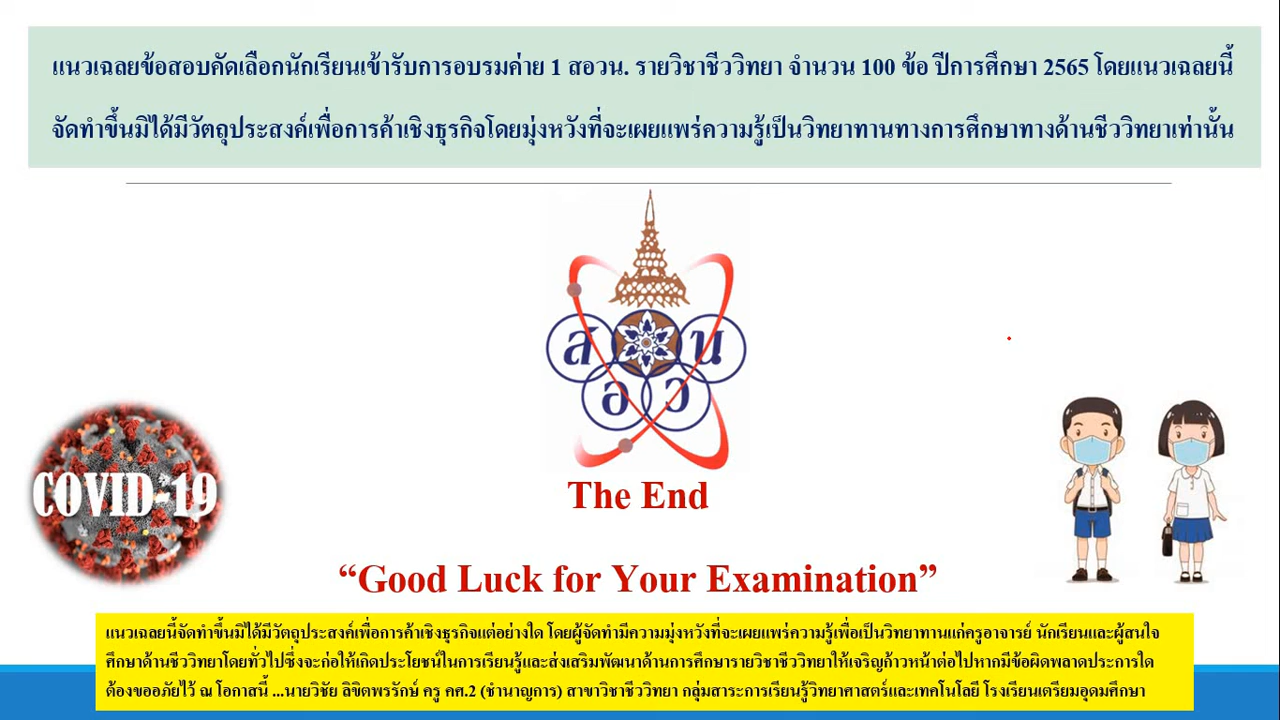 แนวเฉลยข้อสอบคัดเลือกนักเรียนเข้ารับการอบรมค่าย 1 สอวน. รายวิชาชีววิทยา จำนวน 100 ข้อ ปีการศึกษา 2565 โดยแนวเฉลยนี้
จัดทำขึ้นมิได้มีวัตถุประสงค์เพื่อการค้าเชิงธุรกิจโดยมุ่งหวังที่จะเผยแพร่ความรู้เป็นวิทยาทานทางการศึกษาทางด้านชีววิทยาเท่านั้น
ส น
อ ว
COVID-19
The End
“Good Luck for Your Examination”
แนวเฉลยนี้จัดทำขึ้นมิได้มีวัตถุประสงค์เพื่อการค้าเชิงธุรกิจแต่อย่างใด โดยผู้จัดทำมีความมุ่งหวังที่จะเผยแพร่ความรู้เพื่อเป็นวิทยาทานแก่ครูอาจารย์ นักเรียนและผู้สนใจ
ศึกษาด้านชีววิทยาโดยทั่วไปซึ่งจะก่อให้เกิดประโยชน์ในการเรียนรู้และส่งเสริมพัฒนาด้านการศึกษารายวิชาชีววิทยาให้เจริญก้าวหน้าต่อไปหากมีข้อผิดพลาดประการใด
ต้องขออภัยไว้ ณ โอกาสนี้ ...นายวิชัย ลิขิตพรรักษ์ ครู คศ.2 (ชำนาญการ) สาขาวิชาชีววิทยา กลุ่มสาระการเรียนรู้วิทยาศาสตร์และเทคโนโลยี โรงเรียนเตรียมอุดมศึกษา